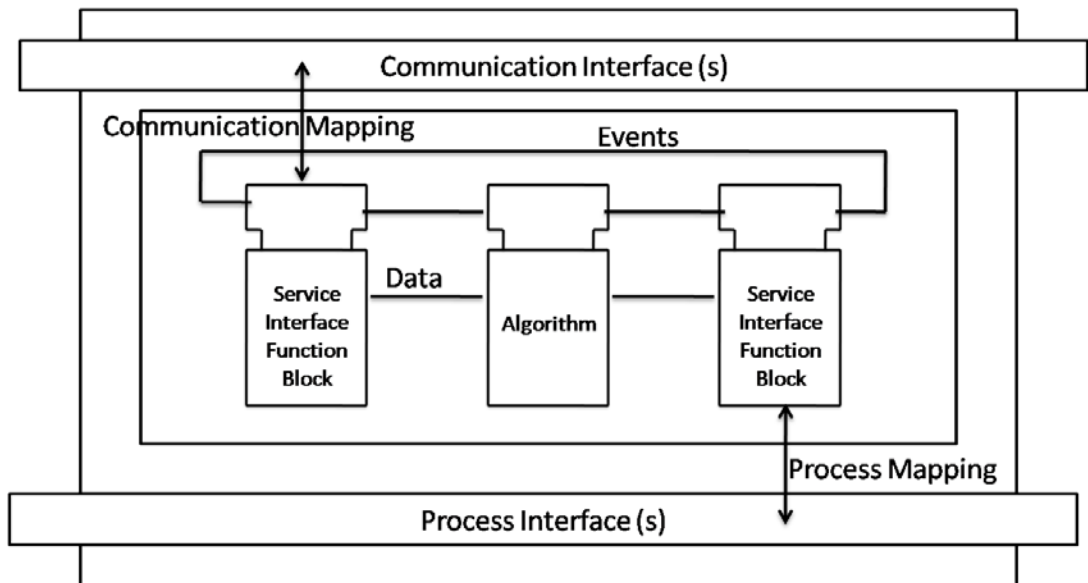 Communication Interface (s)
Communication Mapping
Events
Data
Service
Interface
Function
Block
Algorithm
Service
Interface
Function
Block
Process Mapping
Process Interface (s)